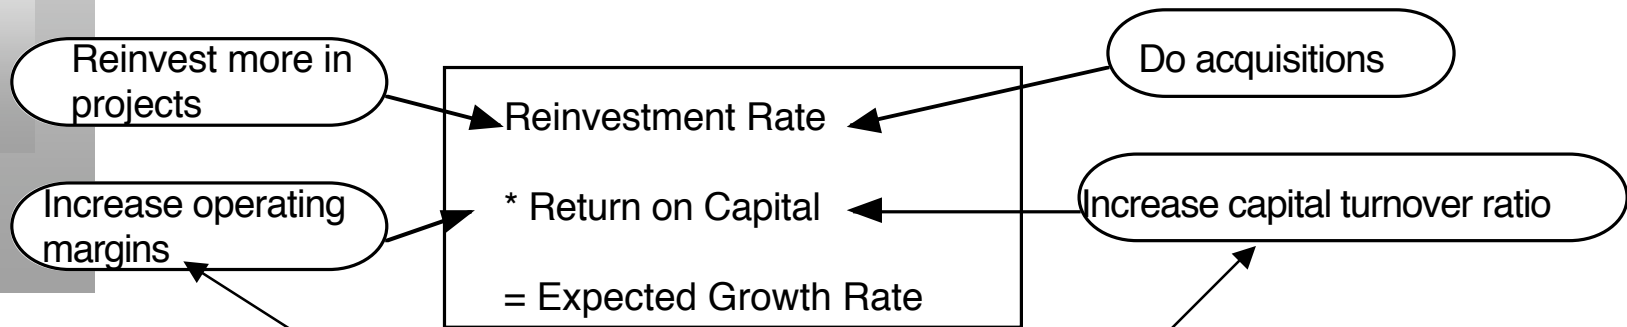 Reinvest more in
projects
Do acquisitions
Reinvestment Rate
Increase operating
margins
* Return on Capital
Increase capital turnover ratio
= Expected Growth Rate